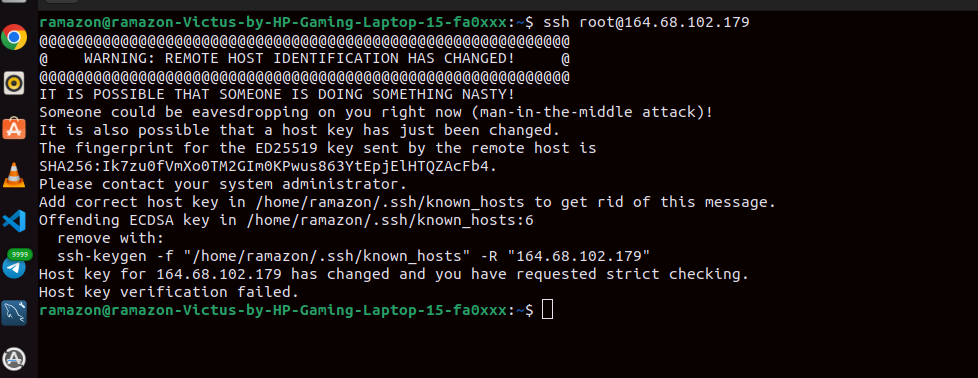 ramazon@ramazon-Victus-by-HP-Gaming-Laptop-15-fa0xxx:~$ ssh root@164.68.102.179
@@@@@@@@@@@@@@@@@@@@@@@@@@@@@@@@@@@@@@@@@@@@@@@@@@@@@@@@@@@
@    WARNING: REMOTE HOST IDENTIFICATION HAS CHANGED!     @
@@@@@@@@@@@@@@@@@@@@@@@@@@@@@@@@@@@@@@@@@@@@@@@@@@@@@@@@@@@
IT IS POSSIBLE THAT SOMEONE IS DOING SOMETHING NASTY!
Someone could be eavesdropping on you right now (man-in-the-middle attack)!
It is also possible that a host key has just been changed.
The fingerprint for the ED25519 key sent by the remote host is
SHA256:Ik7zu0fVmXo0TM2GIm0KPwus863YtEpjElHTQZAcFb4.
Please contact your system administrator.
Add correct host key in /home/ramazon/.ssh/known_hosts to get rid of this message.
Offending ECDSA key in /home/ramazon/.ssh/known_hosts:6
  remove with:
  ssh-keygen -f "/home/ramazon/.ssh/known_hosts" -R "164.68.102.179"
Host key for 164.68.102.179 has changed and you have requested strict checking.
Host key verification failed.
ramazon@ramazon-Victus-by-HP-Gaming-Laptop-15-fa0xxx:~$
9999